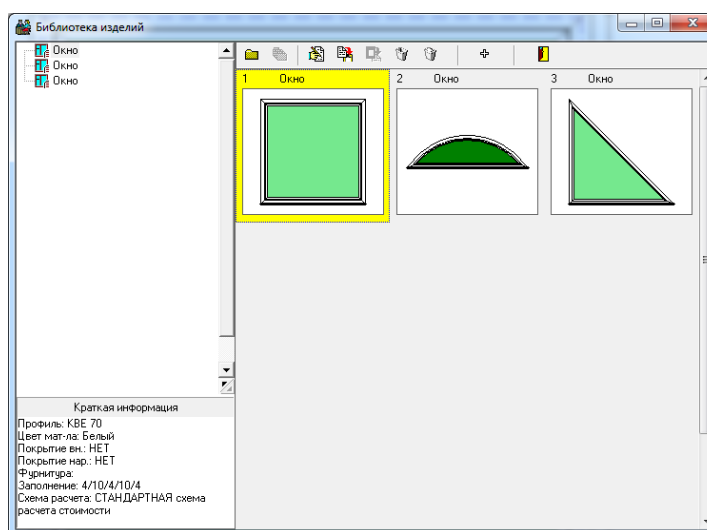 Библиотека изделий
Окно
Окно
Окно
1 Окно
2 Окно
3 Окно
Краткая информация
Профиль: КВЕ 70
Цвет мат-ла: Белый
Покрытие вн.: НЕТ
Покрытие нар.: НЕТ
Фурнитура:
Заполнение: 4/10/4/10/4
Схема расчета: СТАНДАРТНАЯ схема
расчета стоимости